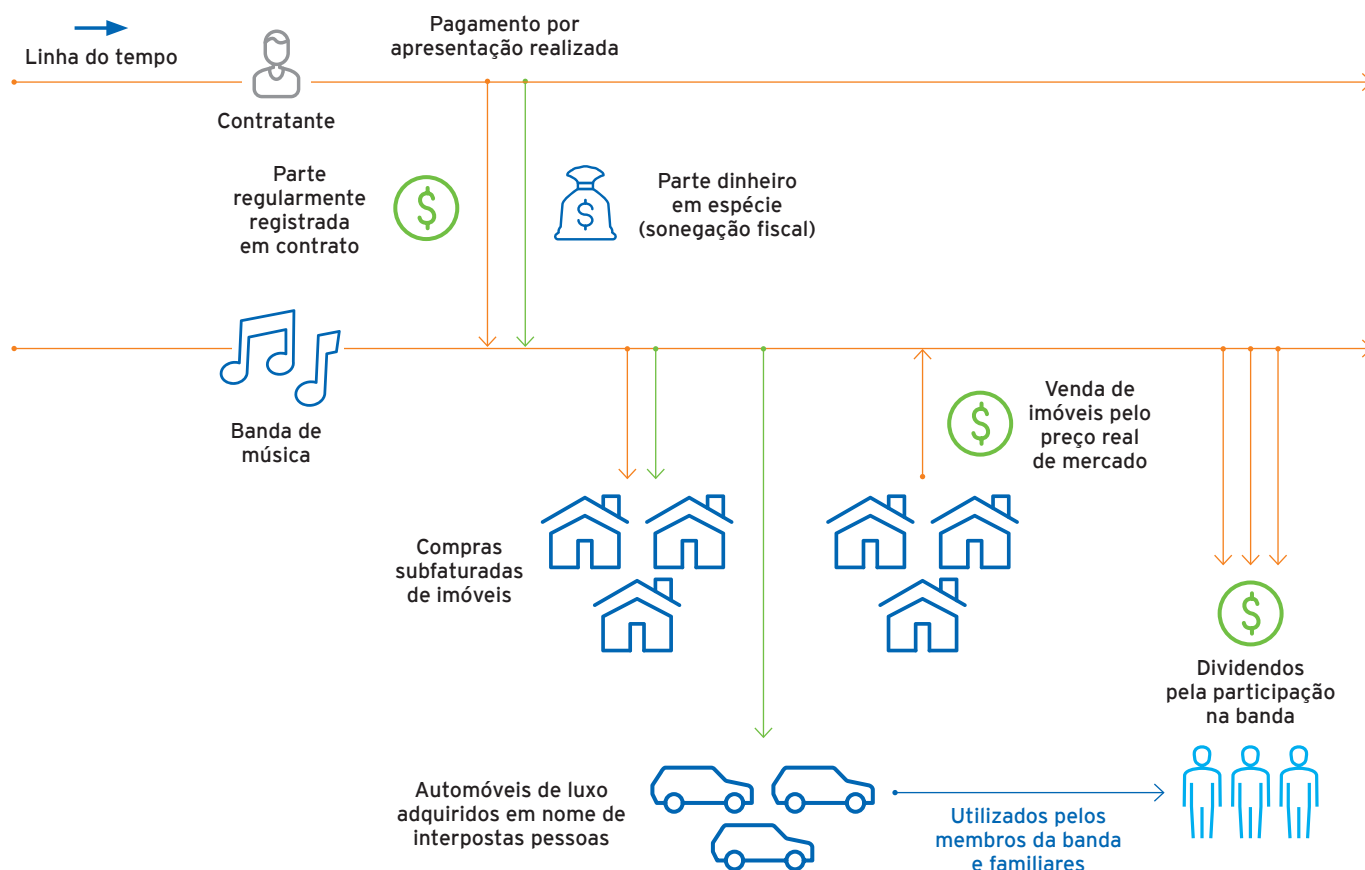 Linha do tempo
Contratante
Pagamento por
apresentação realizada
Parte
regularmente
registrada
em contrato
$
$
Parte dinheiro
em espécie
(sonegação fiscal)
Banda de
música
Compras
subfaturadas
de imóveis
$
Venda de
imóveis pelo
preço real
de mercado
$
Dividendos
pela participação
na banda
Automóveis de luxo
adquiridos em nome de
interpostas pessoas
Utilizados pelos
membros da banda
e familiares